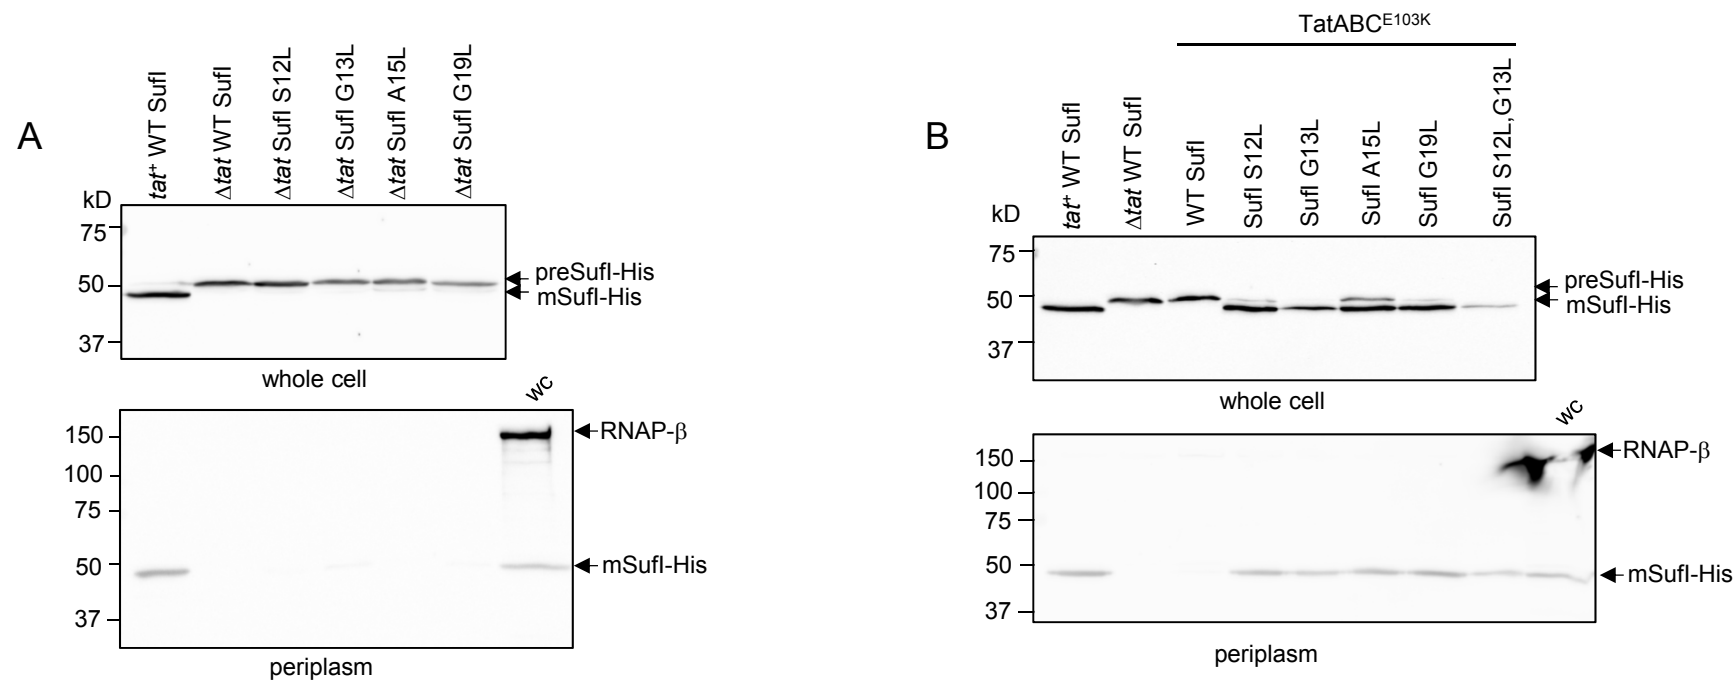 A
tat+ WT SufI
Δtat WT SufI
Δtat SufI S12L
Δtat SufI G13L
Δtat SufI A15L
Δtat SufI G19L
kD
75
50
37
preSufI-His
mSufI-His
whole cell
wc
150
100
75
50
37
RNAP-β
mSufI-His
periplasm
B
TatABC^E103K
tat+ WT SufI
Δtat WT SufI
WT SufI
SufI S12L
SufI G13L
SufI A15L
SufI G19L
SufI S12L,G13L
kD
75
50
37
preSufI-His
mSufI-His
whole cell
wc
150
100
75
50
37
RNAP-β
mSufI-His
periplasm